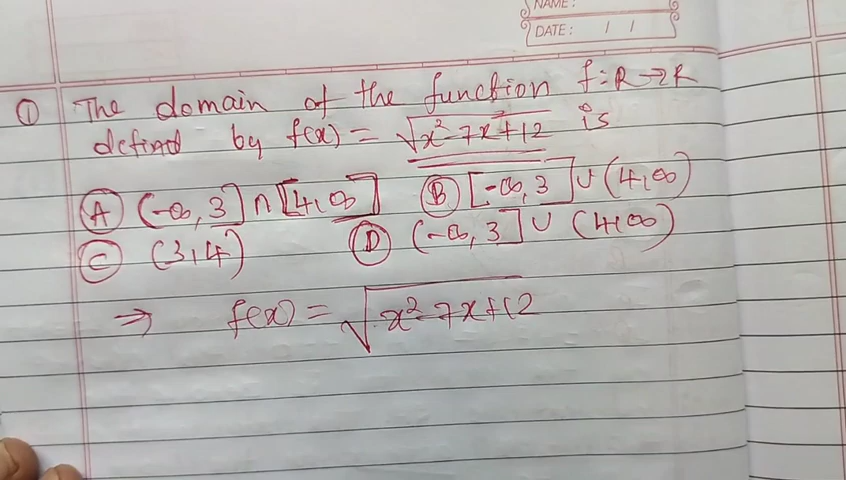 NAME:
DATE: / /
① The domain of the function f:R→R
defined by f(x) = √x²-7x+12 is
Ⓐ (-∞, 3] ∩ [4,∞] Ⓑ [-∞, 3] ∪ (4,∞)
Ⓒ (3,4) Ⓓ (-∞, 3] ∪ (4,∞)
⇒ f(x) = √x²-7x+12